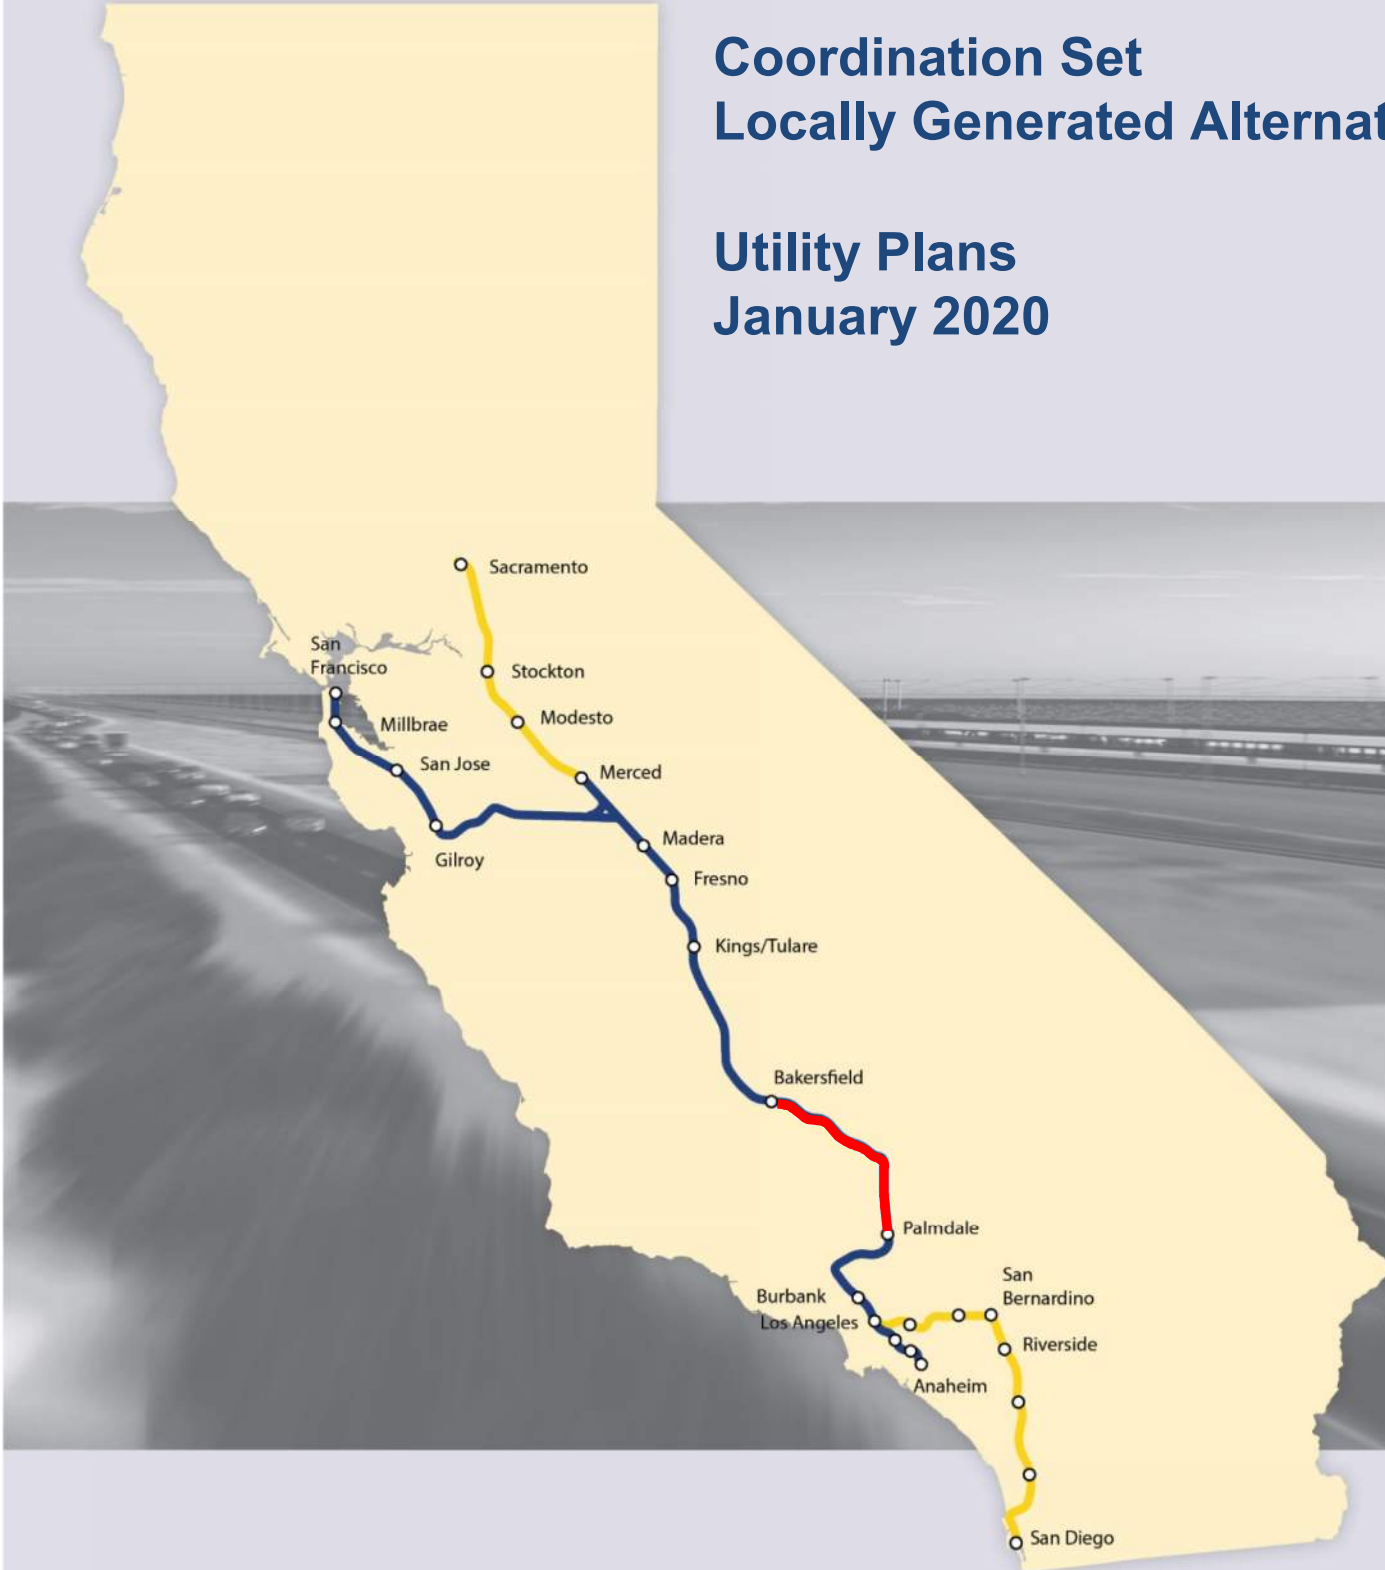 Coordination Set
Locally Generated Alternat
Utility Plans
January 2020
Sacramento
San
Francisco
Stockton
Millbrae
Modesto
San Jose
Merced
Gilroy
Madera
Fresno
Kings/Tulare
Bakersfield
Palmdale
San
Bernardino
Burbank
Los Angeles
Riverside
Anaheim
San Diego